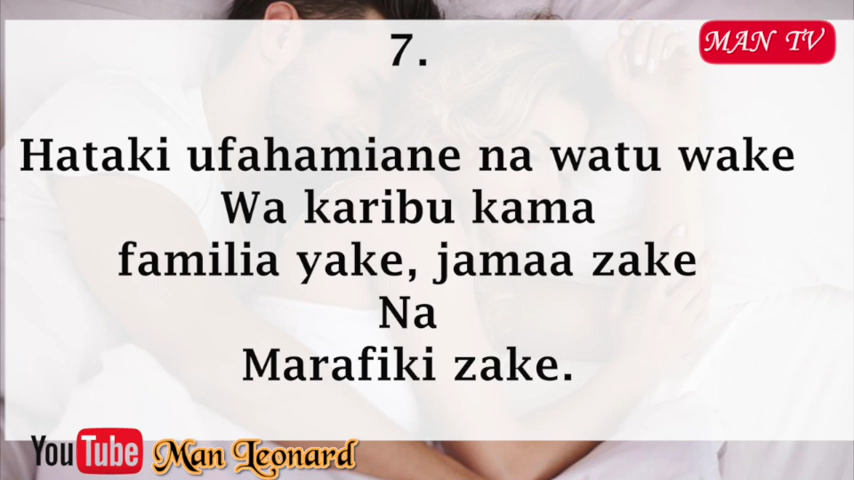 7.
MAN TV
Hataki ufahamiane na watu wake
Wa karibu kama
familia yake, jamaa zake
Na
Marafiki zake.
YouTube Man Leonard